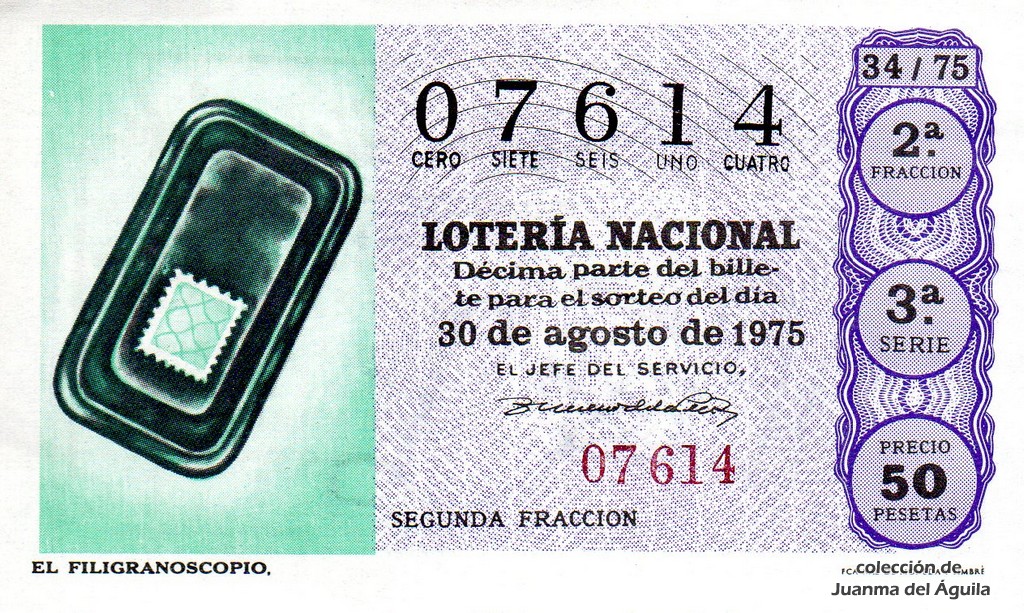 34 / 75
07614
CERO SIETE SEIS UNO CUATRO
2.ª
FRACCION
LOTERÍA NACIONAL
Décima parte del bille-
te para el sorteo del día
30 de agosto de 1975
EL JEFE DEL SERVICIO,
3.ª
SERIE
07614
PRECIO
50
PESETAS
SEGUNDA FRACCION
EL FILIGRANOSCOPIO.
colección de
Juanma del Águila